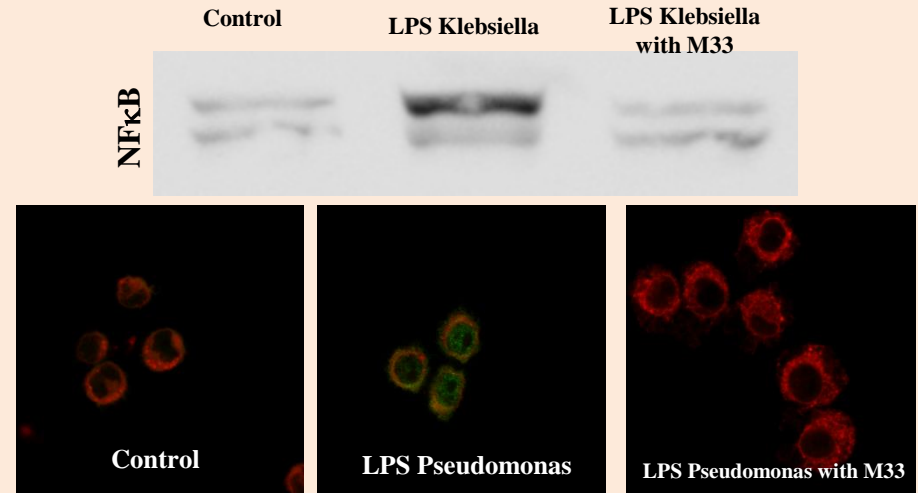 Control
LPS Klebsiella
LPS Klebsiella
with M33
NFκB
Control
LPS Pseudomonas
LPS Pseudomonas with M33